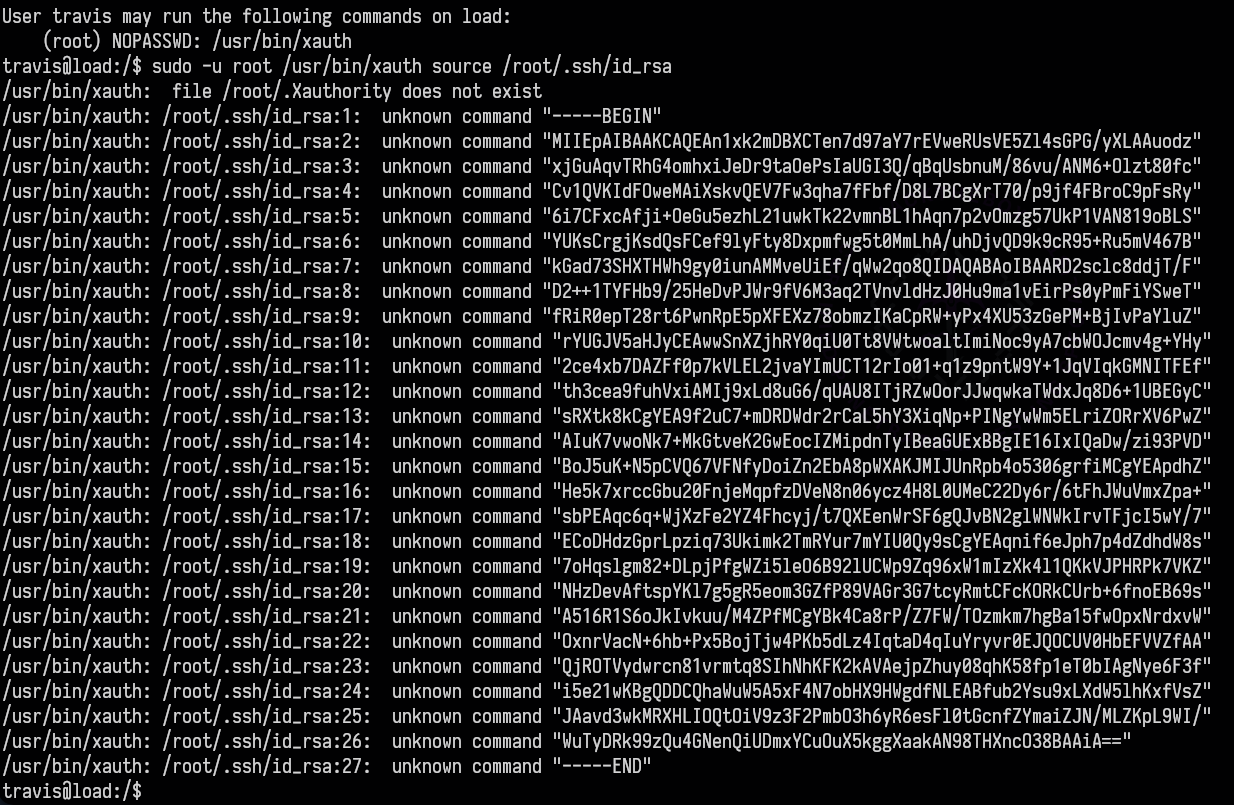 User travis may run the following commands on load:
    (root) NOPASSWD: /usr/bin/xauth
travis@load:/$ sudo -u root /usr/bin/xauth source /root/.ssh/id_rsa
/usr/bin/xauth:  file /root/.Xauthority does not exist
/usr/bin/xauth: /root/.ssh/id_rsa:1:  unknown command "-----BEGIN"
/usr/bin/xauth: /root/.ssh/id_rsa:2:  unknown command "MIIEpAIBAAKCAQEAn1xk2mDBXCTen7d97aY7rEVweRUsVE5Zl4sGPG/yXLAAuodz"
/usr/bin/xauth: /root/.ssh/id_rsa:3:  unknown command "xjGuAqvTRhG4omhxiJeDr9taOePsIaUGI3Q/qBqUsbnuM/86vu/ANM6+Olzt80fc"
/usr/bin/xauth: /root/.ssh/id_rsa:4:  unknown command "Cv1QVKIdFOweMAiXskvQEV7Fw3qha7fFbf/D8L7BCgXrT70/p9jf4FBroC9pFsRy"
/usr/bin/xauth: /root/.ssh/id_rsa:5:  unknown command "6i7CFxcAfji+OeGu5ezhL21uwkTk22vmnBL1hAqn7p2vOmzg57UkP1VAN819oBLS"
/usr/bin/xauth: /root/.ssh/id_rsa:6:  unknown command "YUKsCrgjKsdQsFCef9lyFty8Dxpmfwg5t0MmLhA/uhDjvQD9k9cR95+Ru5mV467B"
/usr/bin/xauth: /root/.ssh/id_rsa:7:  unknown command "kGad73SHXTHWh9gy0iunAMMveUiEf/qWw2qo8QIDAQABAoIBAARD2sclc8ddjT/F"
/usr/bin/xauth: /root/.ssh/id_rsa:8:  unknown command "D2++1TYFHb9/25HeDvPJWr9fV6M3aq2TVnvldHzJ0Hu9ma1vEirPs0yPmFiYSweT"
/usr/bin/xauth: /root/.ssh/id_rsa:9:  unknown command "fRiR0epT28rt6PwnRpE5pXFEXz78obmzIKaCpRW+yPx4XU53zGePM+BjIvPaYluZ"
/usr/bin/xauth: /root/.ssh/id_rsa:10:  unknown command "rYUGJV5aHJyCEAwwSnXZjhRY0qiU0Tt8VWtwoaltImiNoc9yA7cbWOJcmv4g+YHy"
/usr/bin/xauth: /root/.ssh/id_rsa:11:  unknown command "2ce4xb7DAZFf0p7kVLEL2jvaYImUCT12rIo01+q1z9pntW9Y+1JqVIqkGMNITFEf"
/usr/bin/xauth: /root/.ssh/id_rsa:12:  unknown command "th3cea9fuhVxiAMIj9xLd8uG6/qUAU8ITjRZwOorJJwqwkaTWdxJq8D6+1UBEGyC"
/usr/bin/xauth: /root/.ssh/id_rsa:13:  unknown command "sRXtk8kCgYEA9f2uC7+mDRDWdr2rCaL5hY3XiqNp+PINgYwWm5ELriZORrXV6PwZ"
/usr/bin/xauth: /root/.ssh/id_rsa:14:  unknown command "AIuK7vwoNk7+MkGtveK2GwEocIZMipdnTyIBeaGUExBBgIE16IxIQaDw/zi93PVD"
/usr/bin/xauth: /root/.ssh/id_rsa:15:  unknown command "BoJ5uK+N5pCVQ67VFNfyDoiZn2EbA8pWXAKJMIJUnRpb4o5306grfiMCgYEApdhZ"
/usr/bin/xauth: /root/.ssh/id_rsa:16:  unknown command "He5k7xrccGbu20FnjeMqpfzDVeN8n06ycz4H8L0UMeC22Dy6r/6tFhJWuVmxZpa+"
/usr/bin/xauth: /root/.ssh/id_rsa:17:  unknown command "sbPEAqc6q+WjXzFe2YZ4Fhcyj/t7QXEenWrSF6gQJvBN2glWNWkIrvTFjcI5wY/7"
/usr/bin/xauth: /root/.ssh/id_rsa:18:  unknown command "ECoDHdzGprLpziq73Ukimk2TmRYur7mYIU0Qy9sCgYEAqnif6eJph7p4dZdhdW8s"
/usr/bin/xauth: /root/.ssh/id_rsa:19:  unknown command "7oHqslgm82+DLpjPfgWZi5leO6B92lUCWp9Zq96xW1mIzXk4l1QKkVJPHRPk7VKZ"
/usr/bin/xauth: /root/.ssh/id_rsa:20:  unknown command "NHzDevAftspYKl7g5gR5eom3GZfP89VAGr3G7tcyRmtCFcKORkCUrb+6fnoEB69s"
/usr/bin/xauth: /root/.ssh/id_rsa:21:  unknown command "A516R1S6oJkIvkuu/M4ZPfMCgYBk4Ca8rP/Z7FW/TOzmkm7hgBa15fwOpxNrdxvW"
/usr/bin/xauth: /root/.ssh/id_rsa:22:  unknown command "OxnrVacN+6hb+Px5BojTjw4PKb5dLz4IqtaD4qIuYryvr0EJQOCUV0HbEFVVZfAA"
/usr/bin/xauth: /root/.ssh/id_rsa:23:  unknown command "QjROTVydwrcn81vrmtq8SIhNhKFK2kAVAejpZhuy08qhK58fp1eT0bIAgNye6F3f"
/usr/bin/xauth: /root/.ssh/id_rsa:24:  unknown command "i5e21wKBgQDDCQhaWuW5A5xF4N7obHX9HWgdfNLEABfub2Ysu9xLXdW5lhKxfVsZ"
/usr/bin/xauth: /root/.ssh/id_rsa:25:  unknown command "JAavd3wkMRXHLIOQtOiV9z3F2PmbO3h6yR6esFl0tGcnfZYmaiZJN/MLZKpL9WI/"
/usr/bin/xauth: /root/.ssh/id_rsa:26:  unknown command "WuTyDRk99zQu4GNenQiUDmxYCuOuX5kggXaakAN98THXncO38BAAiA=="
/usr/bin/xauth: /root/.ssh/id_rsa:27:  unknown command "-----END"
travis@load:/$